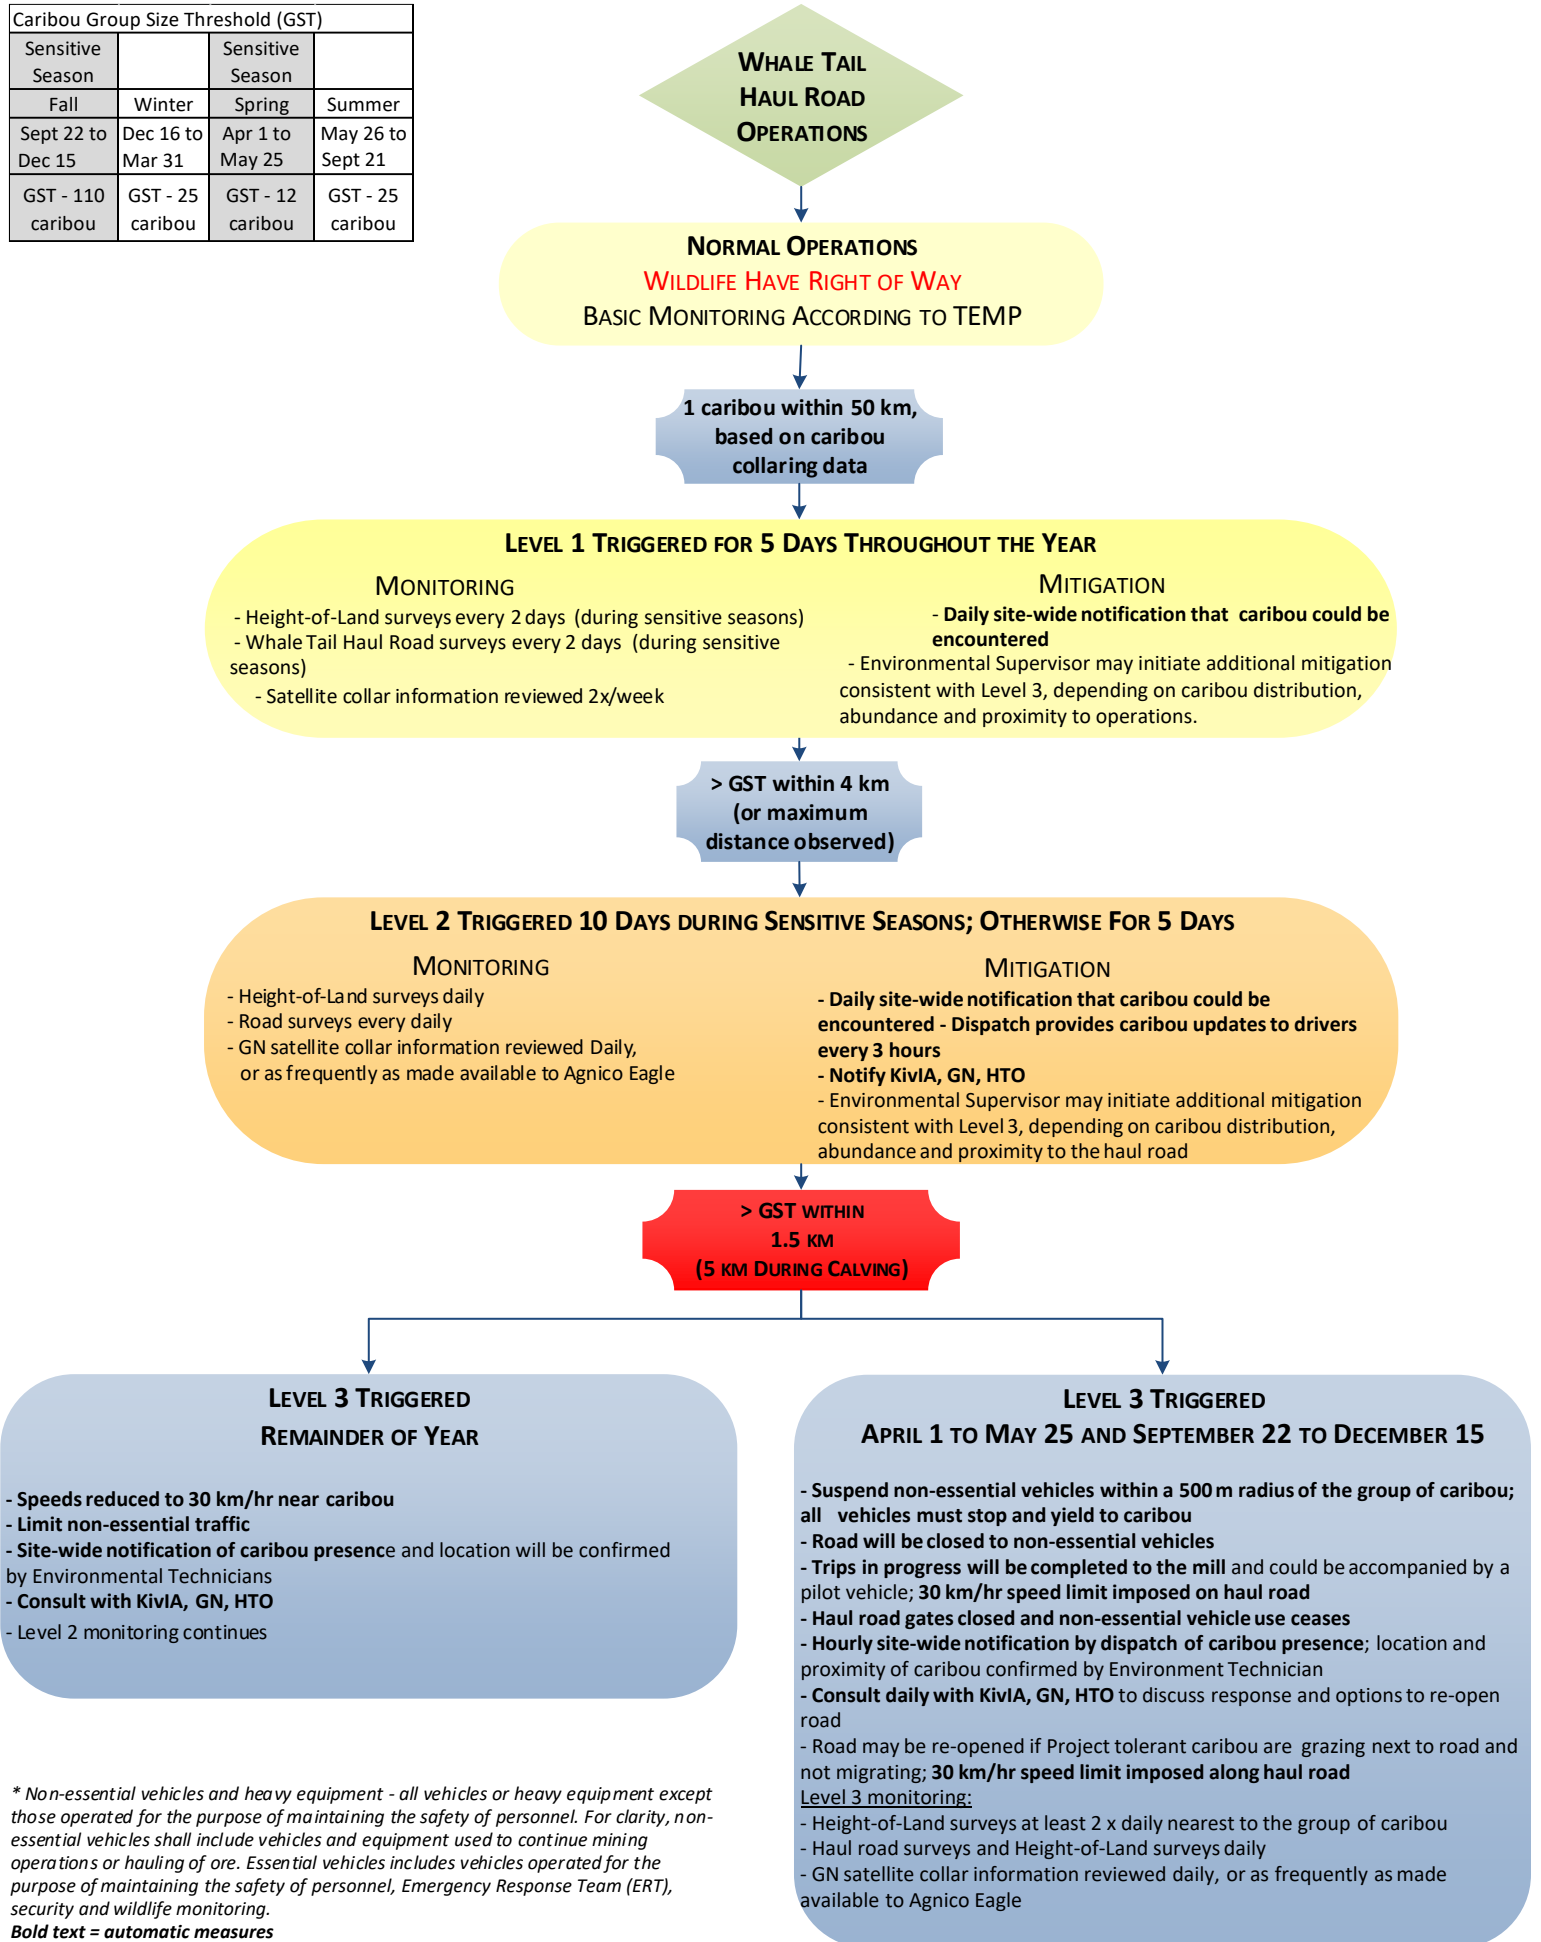 Caribou Group Size Threshold (GST)
Sensitive Season
Sensitive Season
Fall
Winter
Spring
Summer
Sept 22 to Dec 15
Dec 16 to Mar 31
Apr 1 to May 25
May 26 to Sept 21
GST - 110 caribou
GST - 25 caribou
GST - 12 caribou
GST - 25 caribou
WHALE TAIL
HAUL ROAD
OPERATIONS
NORMAL OPERATIONS
WILDLIFE HAVE RIGHT OF WAY
BASIC MONITORING ACCORDING TO TEMP
1 caribou within 50 km,
based on caribou
collaring data
LEVEL 1 TRIGGERED FOR 5 DAYS THROUGHOUT THE YEAR
MONITORING
- Height-of-Land surveys every 2 days (during sensitive seasons)
- Whale Tail Haul Road surveys every 2 days (during sensitive
seasons)
- Satellite collar information reviewed 2x/week
MITIGATION
- Daily site-wide notification that caribou could be
encountered
- Environmental Supervisor may initiate additional mitigation
consistent with Level 3, depending on caribou distribution,
abundance and proximity to operations.
> GST within 4 km
(or maximum
distance observed)
LEVEL 2 TRIGGERED 10 DAYS DURING SENSITIVE SEASONS; OTHERWISE FOR 5 DAYS
MONITORING
- Height-of-Land surveys daily
- Road surveys every daily
- GN satellite collar information reviewed Daily,
or as frequently as made available to Agnico Eagle
MITIGATION
- Daily site-wide notification that caribou could be
encountered - Dispatch provides caribou updates to drivers
every 3 hours
- Notify KivIA, GN, HTO
- Environmental Supervisor may initiate additional mitigation
consistent with Level 3, depending on caribou distribution,
abundance and proximity to the haul road
> GST WITHIN
1.5 KM
(5 KM DURING CALVING)
LEVEL 3 TRIGGERED
REMAINDER OF YEAR
- Speeds reduced to 30 km/hr near caribou
- Limit non-essential traffic
- Site-wide notification of caribou presence and location will be confirmed
by Environmental Technicians
- Consult with KivIA, GN, HTO
- Level 2 monitoring continues
LEVEL 3 TRIGGERED
APRIL 1 TO MAY 25 AND SEPTEMBER 22 TO DECEMBER 15
- Suspend non-essential vehicles within a 500 m radius of the group of caribou;
all vehicles must stop and yield to caribou
- Road will be closed to non-essential vehicles
- Trips in progress will be completed to the mill and could be accompanied by a
pilot vehicle; 30 km/hr speed limit imposed on haul road
- Haul road gates closed and non-essential vehicle use ceases
- Hourly site-wide notification by dispatch of caribou presence; location and
proximity of caribou confirmed by Environment Technician
- Consult daily with KivIA, GN, HTO to discuss response and options to re-open
road
- Road may be re-opened if Project tolerant caribou are grazing next to road and
not migrating; 30 km/hr speed limit imposed along haul road
Level 3 monitoring:
- Height-of-Land surveys at least 2 x daily nearest to the group of caribou
- Haul road surveys and Height-of-Land surveys daily
- GN satellite collar information reviewed daily, or as frequently as made
available to Agnico Eagle
* Non-essential vehicles and heavy equipment - all vehicles or heavy equipment except
those operated for the purpose of maintaining the safety of personnel. For clarity, non-
essential vehicles shall include vehicles and equipment used to continue mining
operations or hauling of ore. Essential vehicles includes vehicles operated for the
purpose of maintaining the safety of personnel, Emergency Response Team (ERT),
security and wildlife monitoring.
Bold text = automatic measures